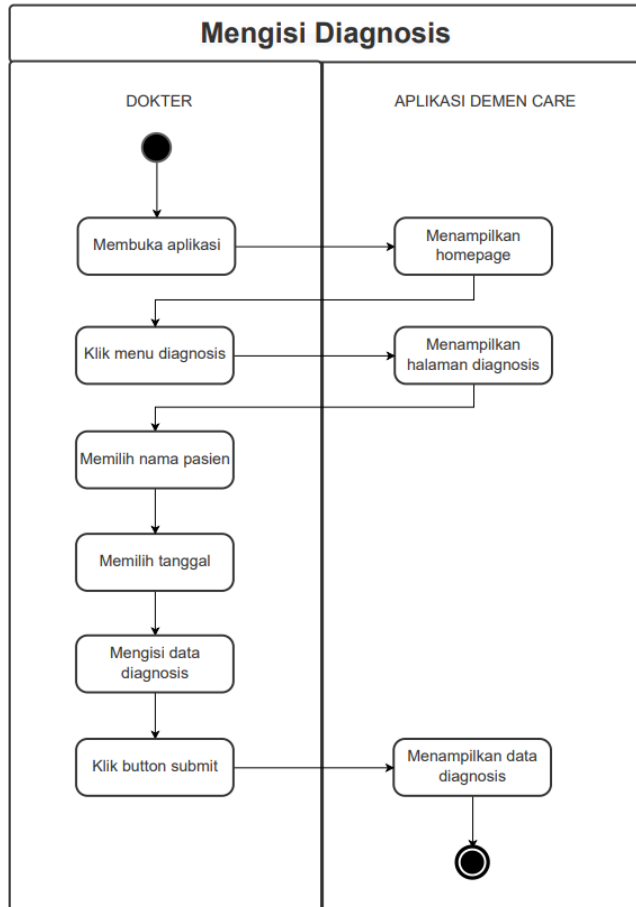 Mengisi Diagnosis
DOKTER
APLIKASI DEMEN CARE
Membuka aplikasi
Menampilkan
homepage
Klik menu diagnosis
Menampilkan
halaman diagnosis
Memilih nama pasien
Memilih tanggal
Mengisi data
diagnosis
Klik button submit
Menampilkan data
diagnosis